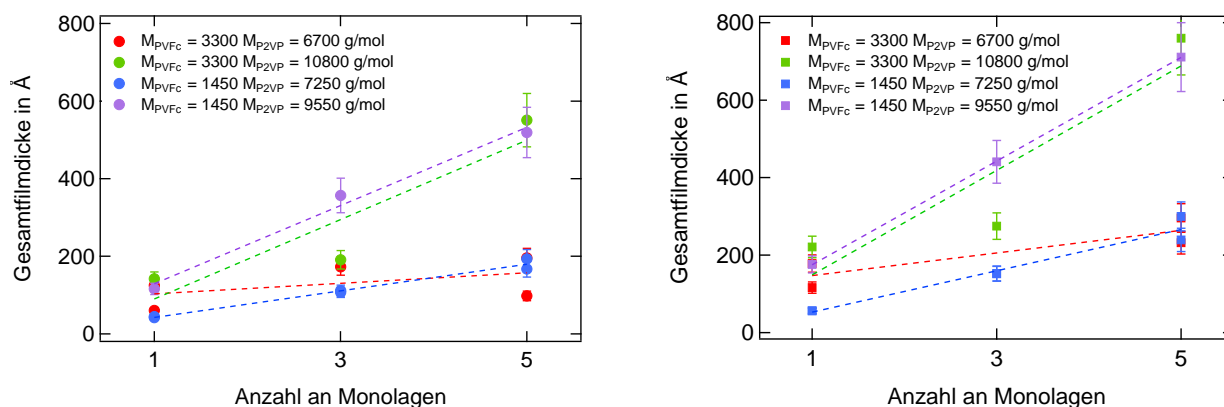 800
600
400
200
0
Gesamtfilmdicke in Å
M_PVFc = 3300 M_P2VP = 6700 g/mol
M_PVFc = 3300 M_P2VP = 10800 g/mol
M_PVFc = 1450 M_P2VP = 7250 g/mol
M_PVFc = 1450 M_P2VP = 9550 g/mol
1 3 5
Anzahl an Monolagen
800
600
400
200
0
Gesamtfilmdicke in Å
M_PVFc = 3300 M_P2VP = 6700 g/mol
M_PVFc = 3300 M_P2VP = 10800 g/mol
M_PVFc = 1450 M_P2VP = 7250 g/mol
M_PVFc = 1450 M_P2VP = 9550 g/mol
1 3 5
Anzahl an Monolagen